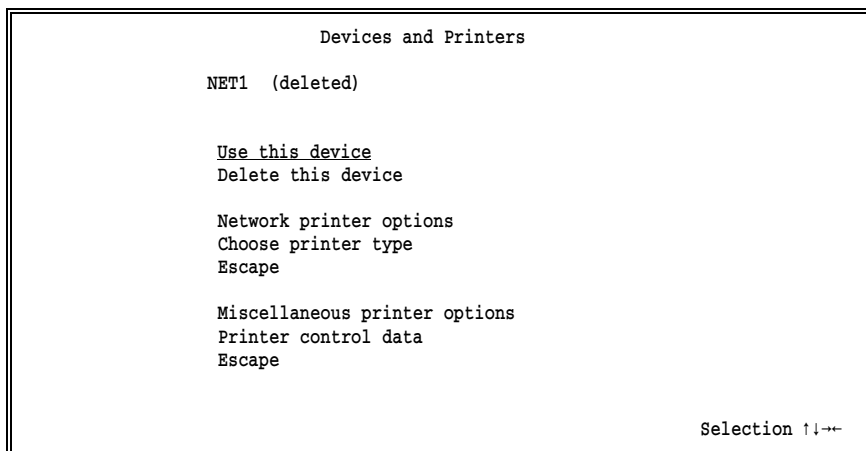 Devices and Printers
NET1 (deleted)
Use this device
Delete this device
Network printer options
Choose printer type
Escape
Miscellaneous printer options
Printer control data
Escape
Selection ↑↓→←